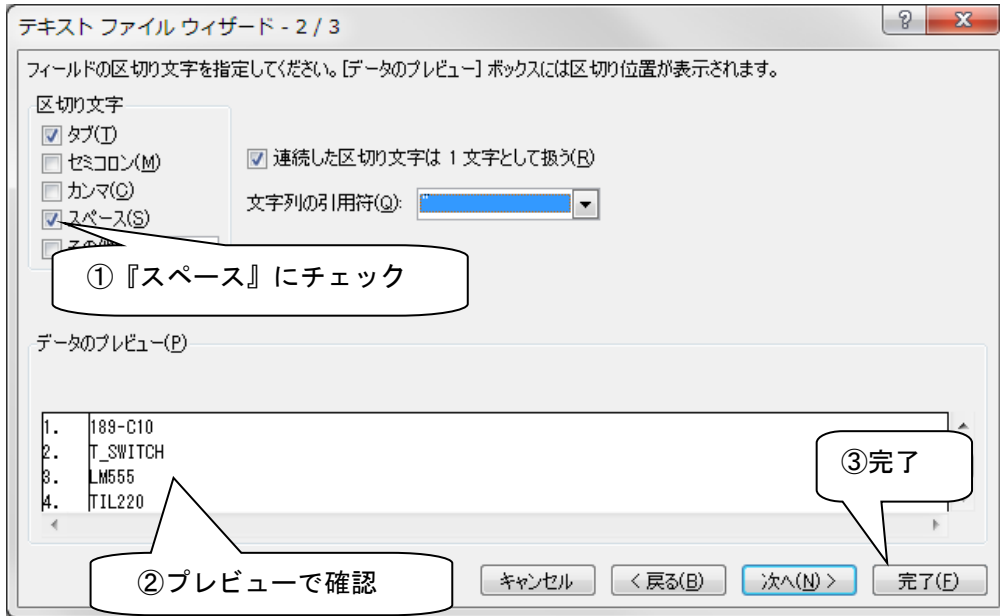 テキスト ファイル ウィザード - 2 / 3
フィールドの区切り文字を指定してください。[データのプレビュー] ボックスには区切り位置が表示されます。
区切り文字
タブ(T)
セミコロン(M)
カンマ(C)
スペース(S)
連続した区切り文字は 1 文字として扱う(R)
文字列の引用符(Q): "
①『スペース』にチェック
データのプレビュー(P)
1. 189-C10
2. T_SWITCH
3. LM555
4. TIL220
②プレビューで確認
③完了
キャンセル
< 戻る(B)
次へ(N) >
完了(F)